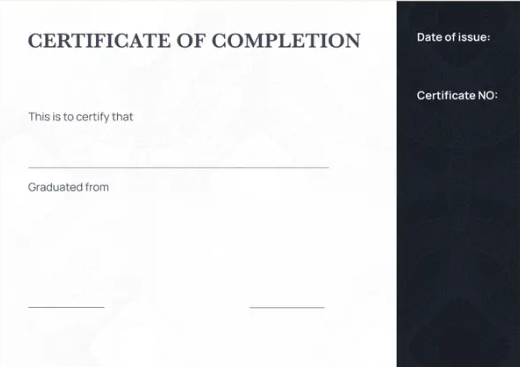 CERTIFICATE OF COMPLETION
This is to certify that
Graduated from
Date of issue:
Certificate NO: